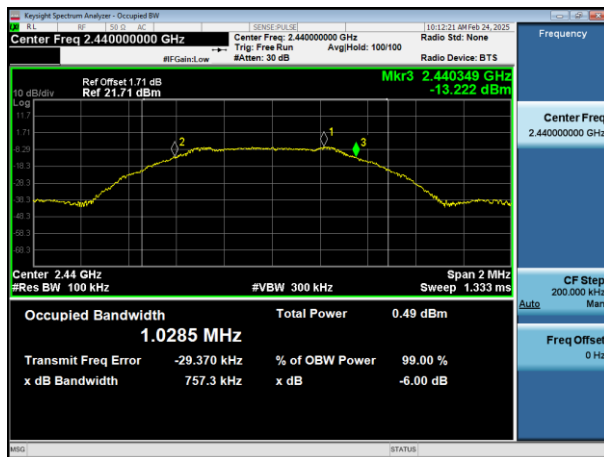 Keysight Spectrum Analyzer - Occupied BW
RL RF 50 Ω AC SENSE:PULSE 10:12:21 AM Feb 24, 2025
Center Freq 2.440000000 GHz Center Freq: 2.440000000 GHz Radio Std: None
Trig: Free Run Avg|Hold: 100/100
#IFGain:Low #Atten: 30 dB Radio Device: BTS
Frequency
Mkr3 2.440349 GHz
-13.222 dBm
Ref Offset 1.71 dB
10 dB/div Ref 21.71 dBm
Log
11.7
1.71
-8.29
-18.3
-28.3
-38.3
-48.3
-58.3
-68.3
2
1
3
Center 2.44 GHz Span 2 MHz
#Res BW 100 kHz #VBW 300 kHz Sweep 1.333 ms
Occupied Bandwidth Total Power 0.49 dBm
1.0285 MHz
Transmit Freq Error -29.370 kHz % of OBW Power 99.00 %
x dB Bandwidth 757.3 kHz x dB -6.00 dB
Center Freq
2.440000000 GHz
CF Step
200.000 kHz
Auto Man
Freq Offset
0 Hz
MSG STATUS